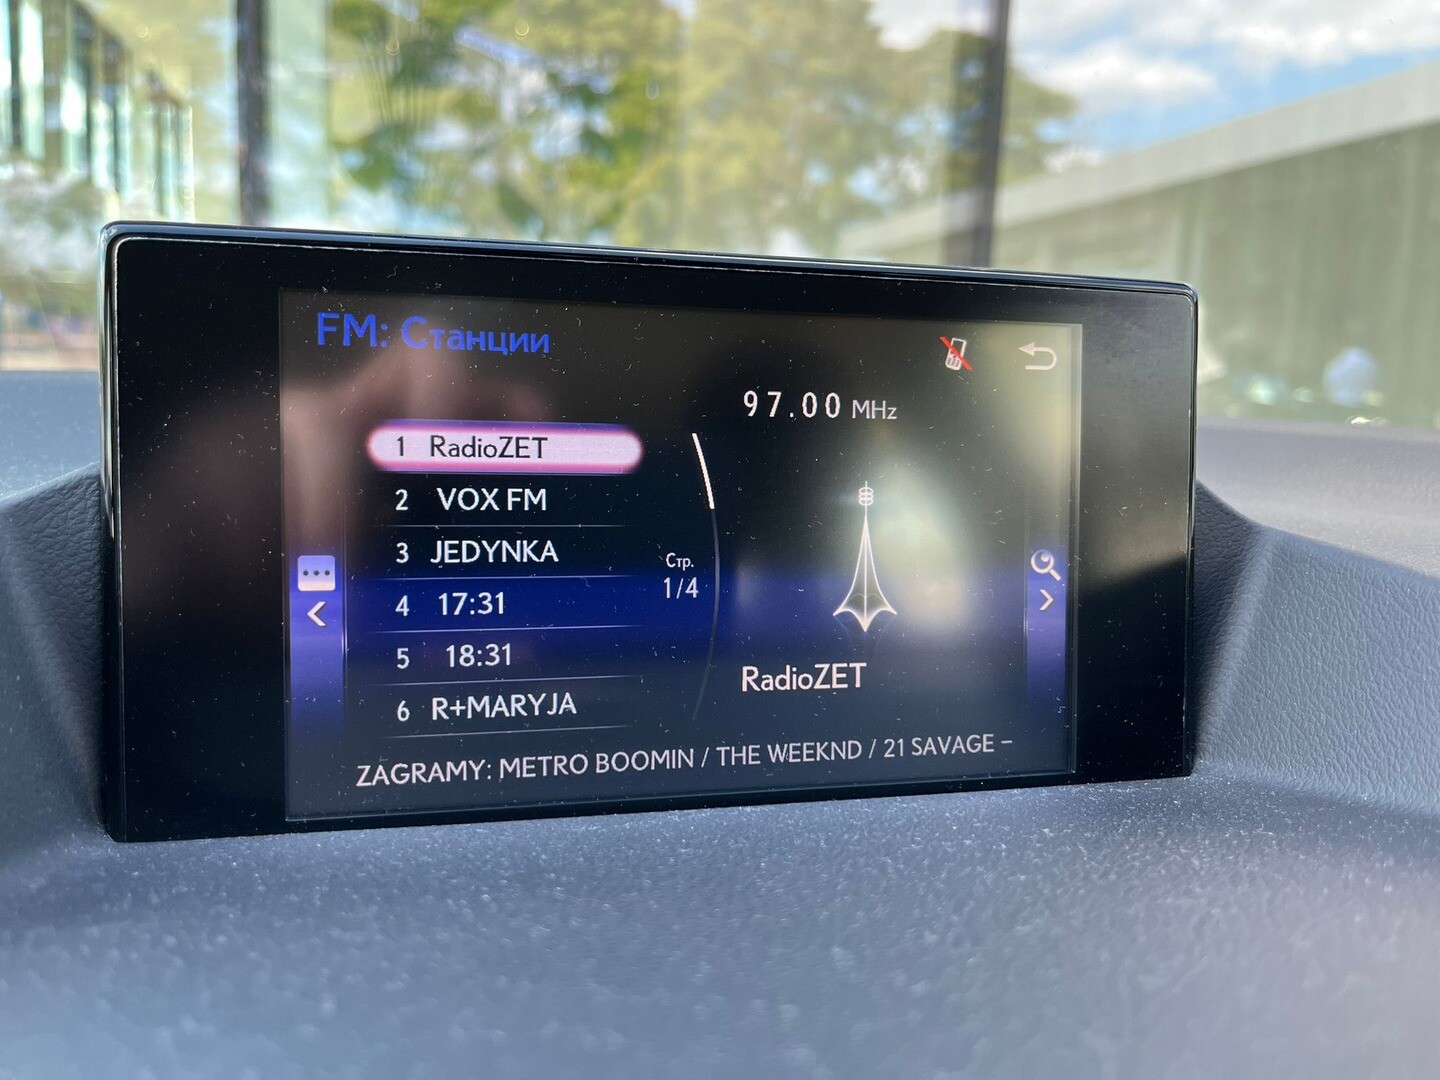 FM: Станции
97.00 MHz
1 RadioZET
2 VOX FM
3 JEDYNKA
4 17:31
5 18:31
6 R+MARYJA
Стр.
1/4
RadioZET
ZAGRAMY: METRO BOOMIN / THE WEEKND / 21 SAVAGE –